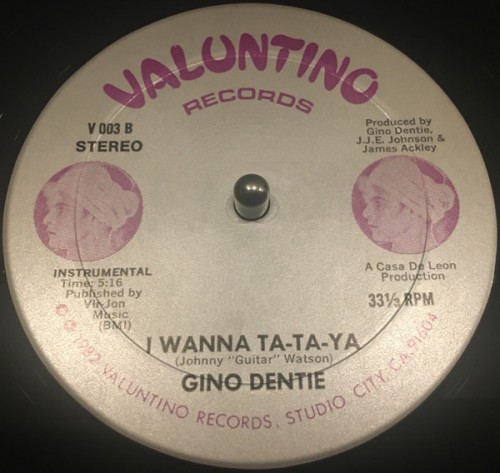 VALUNTINO
RECORDS
V 003 B
STEREO
Produced by
Gino Dentie,
J.J.E. Johnson &
James Ackley
INSTRUMENTAL
Time: 5:16
Published by
Vir-Jon
Music
(BMI)
A Casa De Leon
Production
33⅓ RPM
I WANNA TA-TA-YA
(Johnny "Guitar" Watson)
GINO DENTIE
℗ © 1982 VALUNTINO RECORDS, STUDIO CITY, CA. 91604